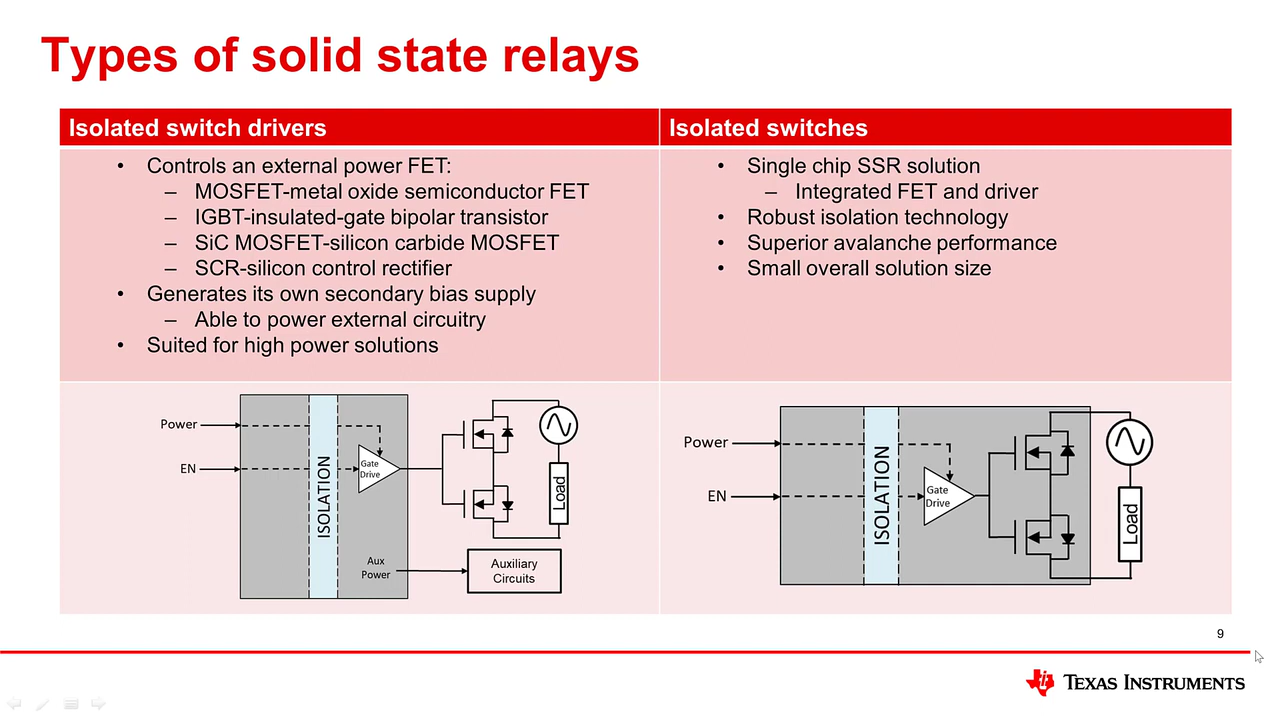 Types of solid state relays
Isolated switch drivers
• Controls an external power FET:
– MOSFET-metal oxide semiconductor FET
– IGBT-insulated-gate bipolar transistor
– SiC MOSFET-silicon carbide MOSFET
– SCR-silicon control rectifier
• Generates its own secondary bias supply
– Able to power external circuitry
• Suited for high power solutions
Isolated switches
• Single chip SSR solution
– Integrated FET and driver
• Robust isolation technology
• Superior avalanche performance
• Small overall solution size
Power
EN
ISOLATION
Gate
Drive
Load
Aux
Power
Auxiliary
Circuits
Power
EN
ISOLATION
Gate
Drive
Load
9
TEXAS INSTRUMENTS